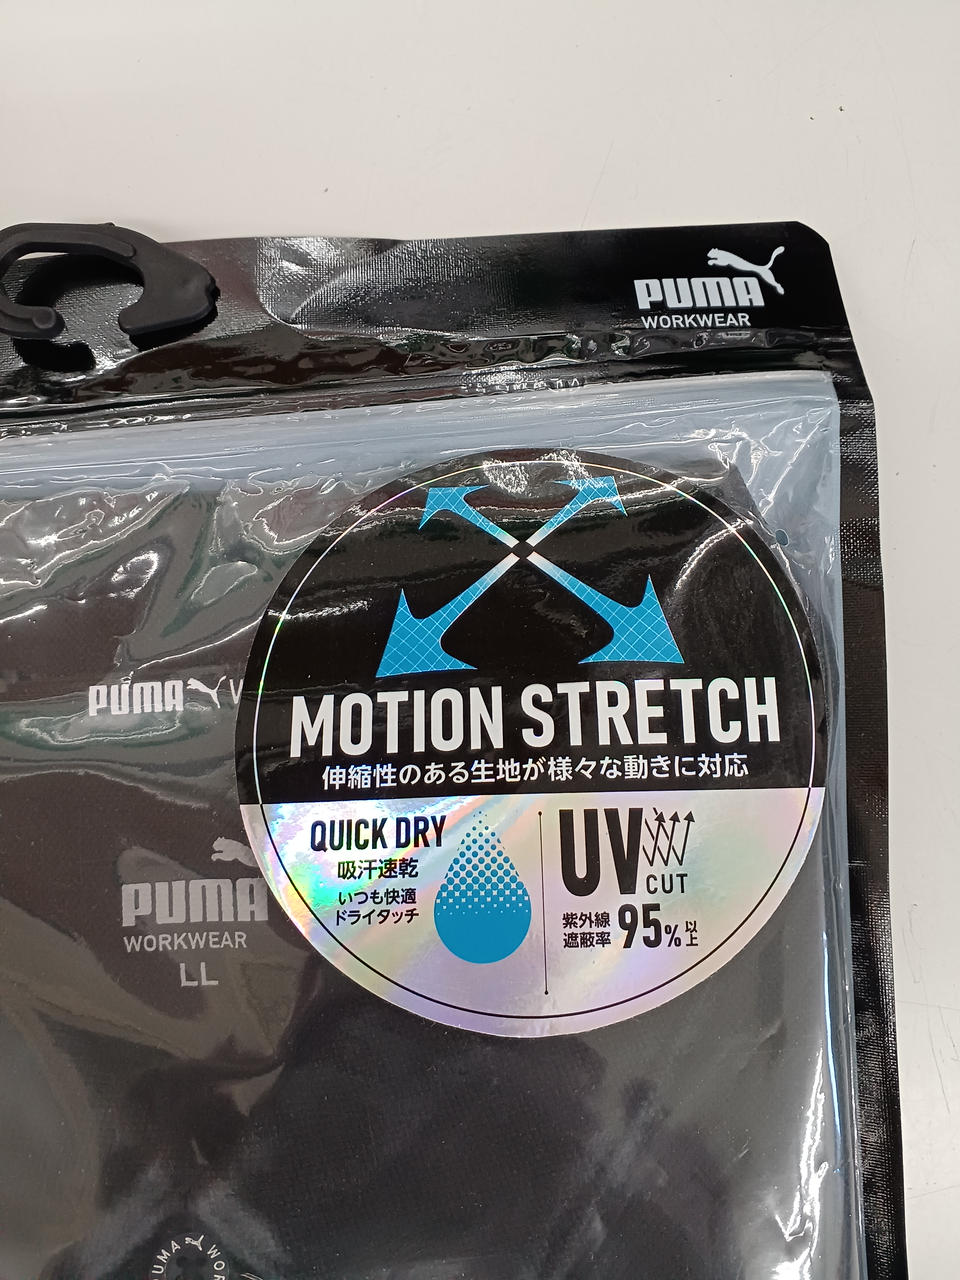 PUMA
WORKWEAR
MOTION STRETCH
伸縮性のある生地が様々な動きに対応
QUICK DRY
吸汗速乾
いつも快適
ドライタッチ
UV
CUT
紫外線
遮蔽率
95%以上
PUMA
PUMA
WORKWEAR
LL